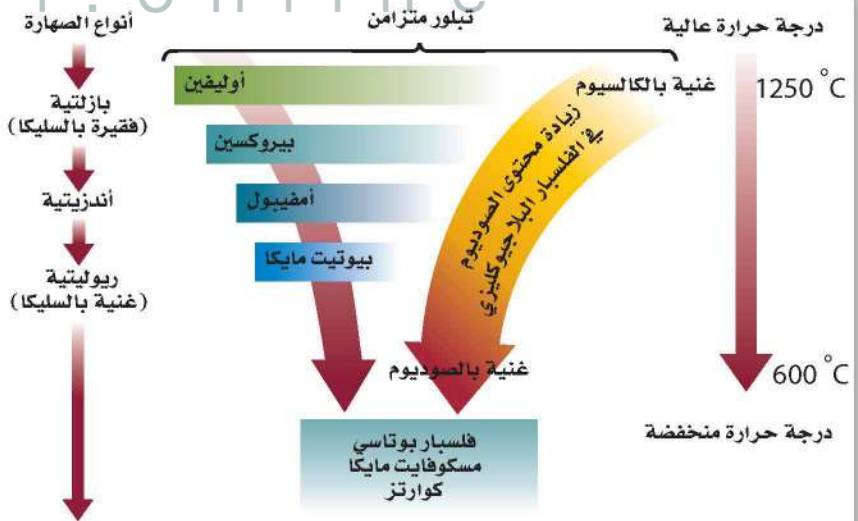 تبلور متزامن
أنواع الصهارة
درجة حرارة عالية
أوليفين
غنية بالكالسيوم
1250 °C
بازلتية
(فقيرة بالسليكا)
زيادة محتوى الصوديوم
في الفلسبار البلاجيوكليزي
بيروكسين
أندزيتية
أمفيبول
بيوتيت مايكا
ريوليتية
(غنية بالسليكا)
غنية بالصوديوم
600 °C
درجة حرارة منخفضة
فلسبار بوتاسي
مسكوفايت مايكا
كوارتز